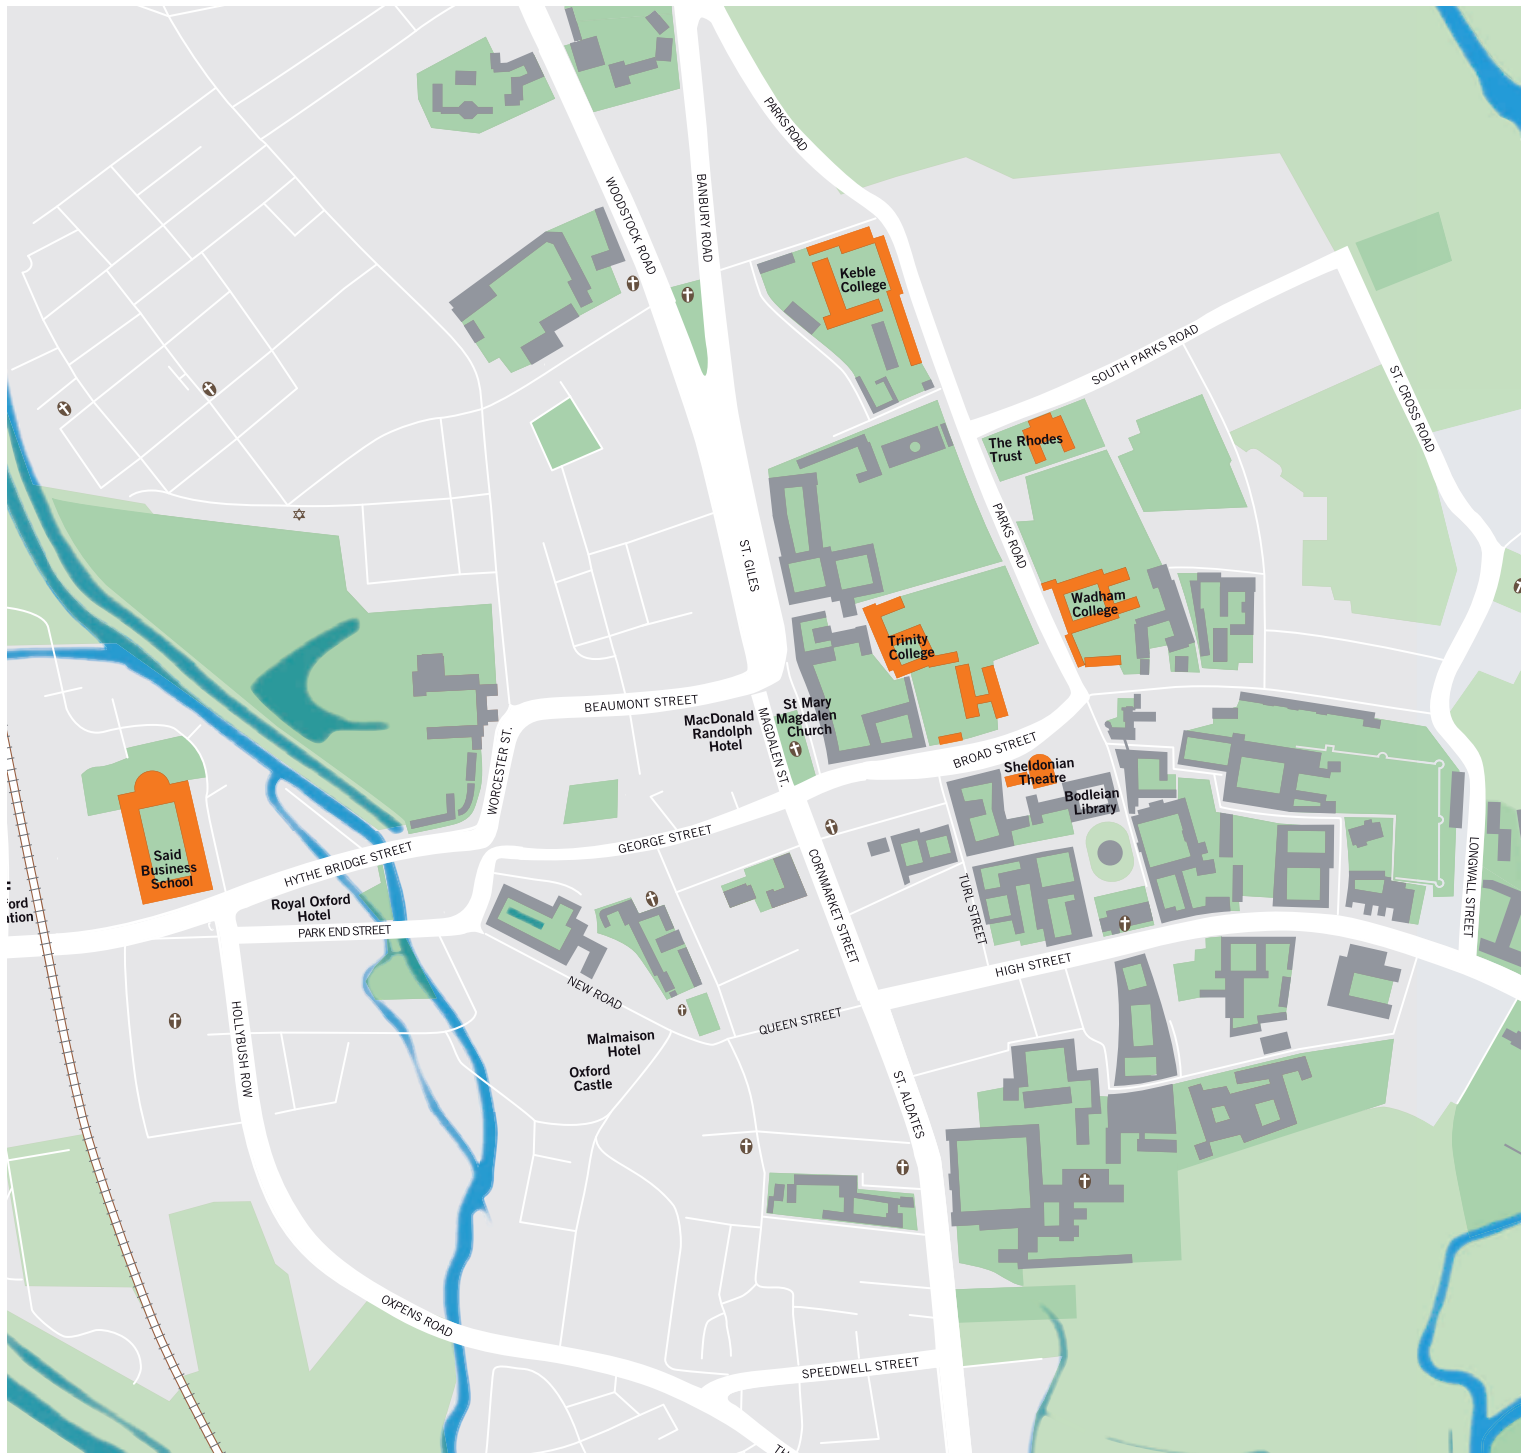 PARKS ROAD
WOODSTOCK ROAD
BANBURY ROAD
Keble
College
SOUTH PARKS ROAD
ST. CROSS ROAD
The Rhodes
Trust
PARKS ROAD
ST. GILES
Wadham
College
Trinity
College
BEAUMONT STREET
MacDonald
Randolph
Hotel
MAGDALEN ST.
St Mary
Magdalen
Church
WORCESTER ST.
BROAD STREET
Sheldonian
Theatre
Bodleian
Library
GEORGE STREET
HYTHE BRIDGE STREET
Said
Business
School
Royal Oxford
Hotel
PARK END STREET
CORNMARKET STREET
TURL STREET
LONGWALL STREET
ford
ation
HIGH STREET
NEW ROAD
QUEEN STREET
HOLLYBUSH ROW
Malmaison
Hotel
Oxford
Castle
ST. ALDATES
OXPENS ROAD
SPEEDWELL STREET